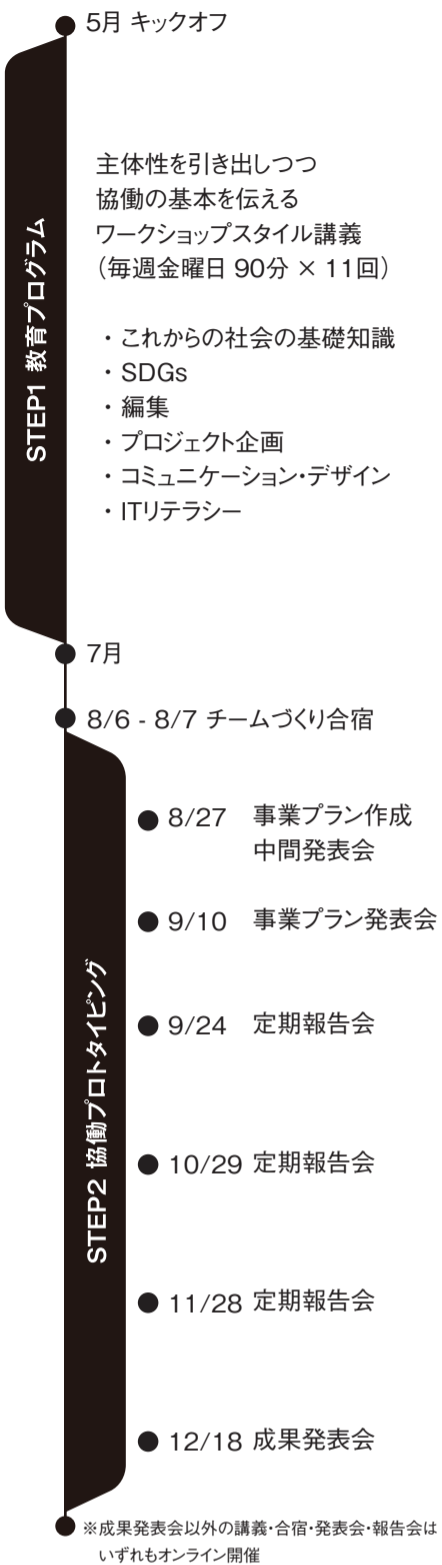 5月 キックオフ
STEP1 教育プログラム
主体性を引き出しつつ
協働の基本を伝える
ワークショップスタイル講義
（毎週金曜日 90分 × 11回）
・ これからの社会の基礎知識
・ SDGs
・ 編集
・ プロジェクト企画
・ コミュニケーション・デザイン
・ ITリテラシー
7月
8/6 - 8/7 チームづくり合宿
STEP2 協働プロトタイピング
8/27 事業プラン作成
中間発表会
9/10 事業プラン発表会
9/24 定期報告会
10/29 定期報告会
11/28 定期報告会
12/18 成果発表会
※成果発表会以外の講義・合宿・発表会・報告会は
いずれもオンライン開催